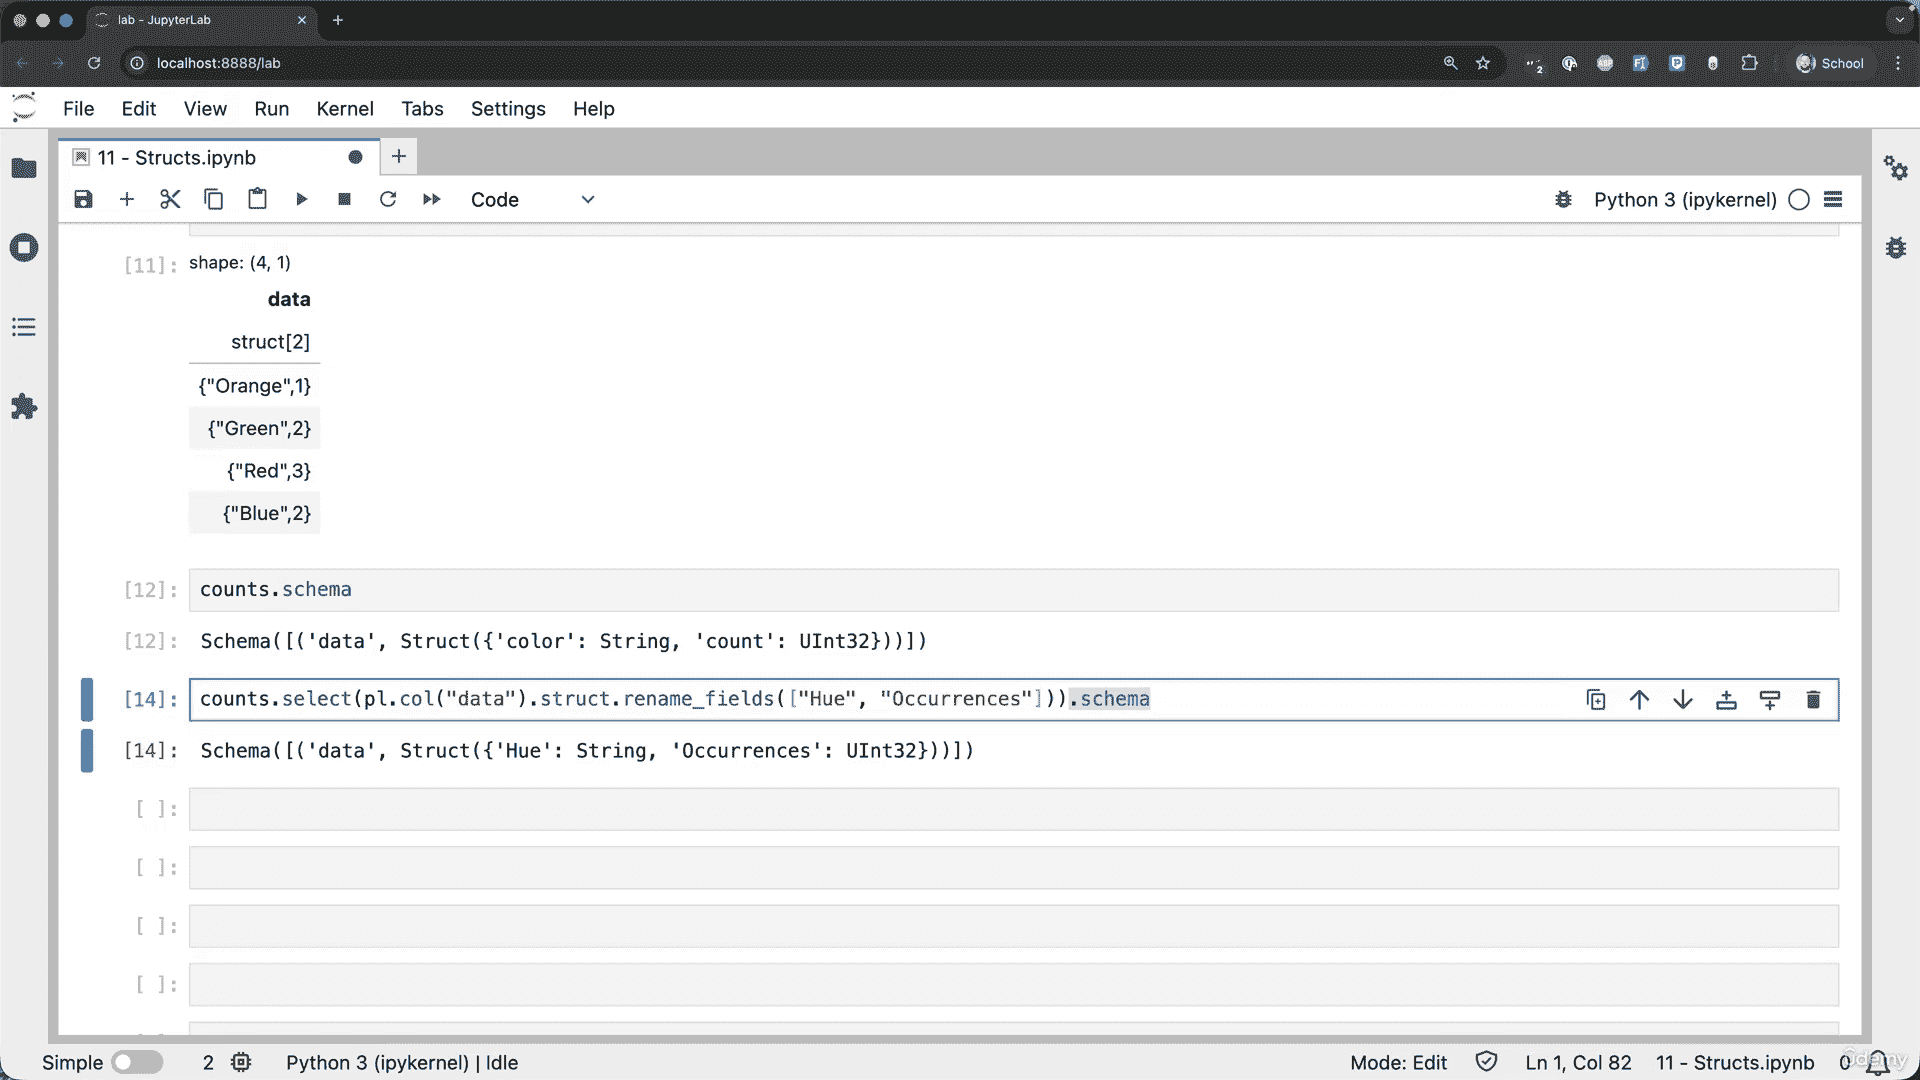 lab - JupyterLab
localhost:8888/lab
2
School
File Edit View Run Kernel Tabs Settings Help
11 - Structs.ipynb
Code
Python 3 (ipykernel)
[11]: shape: (4, 1)
data
struct[2]
{"Orange",1}
{"Green",2}
{"Red",3}
{"Blue",2}
[12]: counts.schema
[12]: Schema([('data', Struct({'color': String, 'count': UInt32}))])
[14]: counts.select(pl.col("data").struct.rename_fields(["Hue", "Occurrences"])).schema
[14]: Schema([('data', Struct({'Hue': String, 'Occurrences': UInt32}))])
[ ]:
[ ]:
[ ]:
[ ]:
Simple 2 Python 3 (ipykernel) | Idle Mode: Edit Ln 1, Col 82 11 - Structs.ipynb 0
udemy